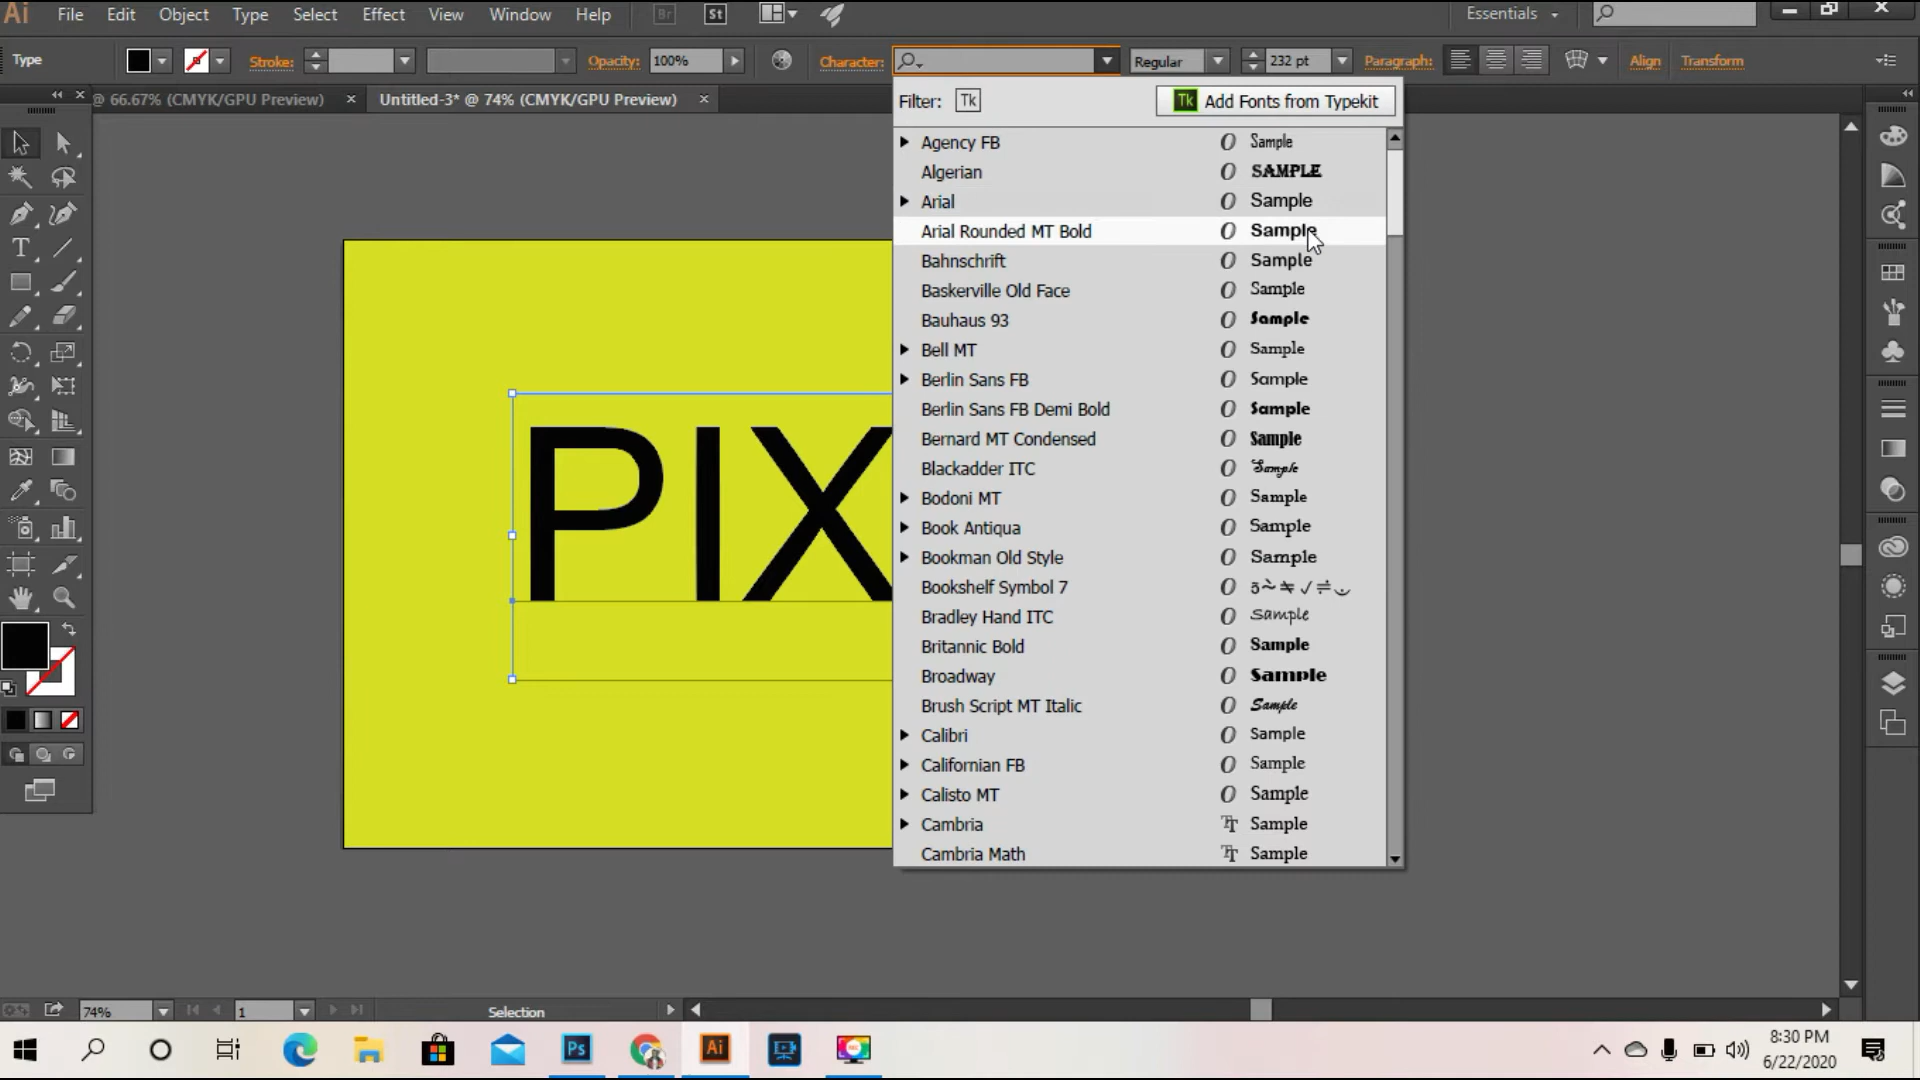 Ai File Edit Object Type Select Effect View Window Help Br St Essentials
Type Stroke: Opacity: 100% Character: Regular 232 pt Paragraph: Align Transform
@ 66.67% (CMYK/GPU Preview) × Untitled-3* @ 74% (CMYK/GPU Preview) ×
Filter: Tk Tk Add Fonts from Typekit
Agency FB O Sample
Algerian O SAMPLE
Arial O Sample
Arial Rounded MT Bold O Sample
Bahnschrift O Sample
Baskerville Old Face O Sample
Bauhaus 93 O Sample
Bell MT O Sample
Berlin Sans FB O Sample
Berlin Sans FB Demi Bold O Sample
Bernard MT Condensed O Sample
Blackadder ITC O Sample
Bodoni MT O Sample
Book Antiqua O Sample
Bookman Old Style O Sample
Bookshelf Symbol 7 O
Bradley Hand ITC O Sample
Britannic Bold O Sample
Broadway O Sample
Brush Script MT Italic O Sample
Calibri O Sample
Californian FB O Sample
Calisto MT O Sample
Cambria Sample
Cambria Math Sample
PIX
74% 1 Selection
Ps Ai 8:30 PM
6/22/2020